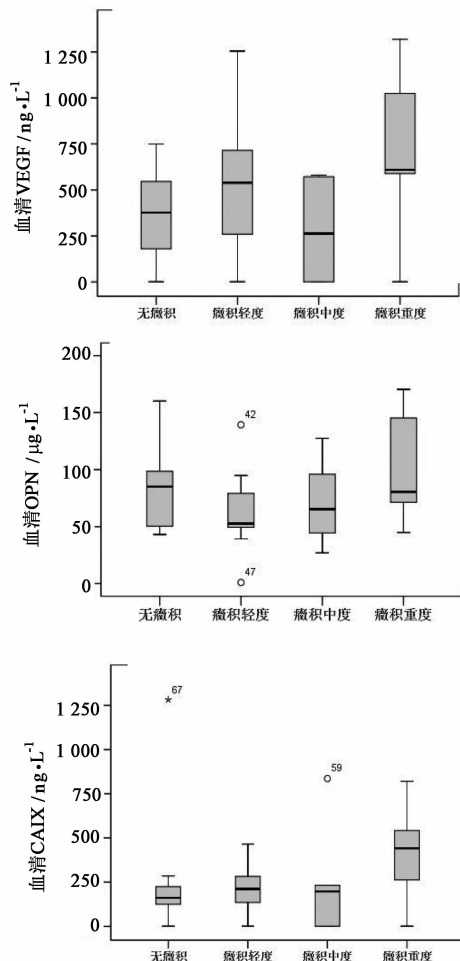 血清VEGF/ng•L⁻¹
1 250
1 000
750
500
250
0
无癥积
癥积轻度
癥积中度
癥积重度
血清OPN/μg•L⁻¹
200
150
100
50
0
42
47
无癥积
癥积轻度
癥积中度
癥积重度
血清CAIX/ng•L⁻¹
1 250
1 000
750
500
250
0
67
59
无癥积
癥积轻度
癥积中度
癥积重度